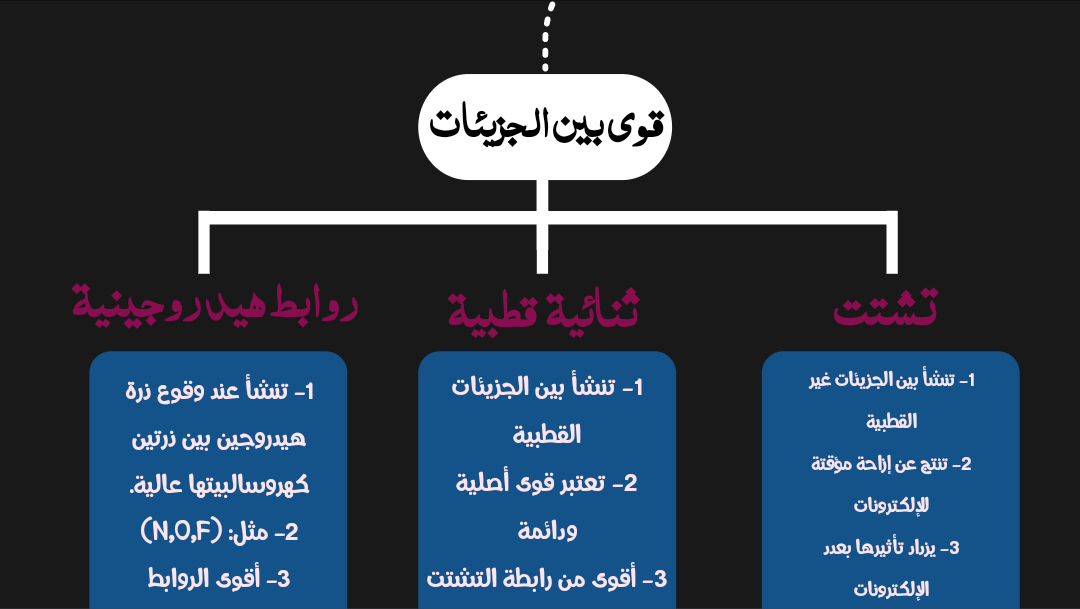 قوى بين الجزيئات
تشتت
1- تنشأ بين الجزيئات غير
القطبية
2- تنتج عن إزاحة مؤقتة
للإلكترونات
3- يزداد تأثيرها بعدد
الإلكترونات
ثنائية قطبية
1- تنشأ بين الجزيئات
القطبية
2- تعتبر قوى أصلية
ودائمة
3- أقوى من رابطة التشتت
روابط هيدروجينية
1- تنشأ عند وقوع ذرة
هيدروجين بين ذرتين
كهروسالبيتها عالية.
2- مثل: (N,O,F)
3- أقوى الروابط